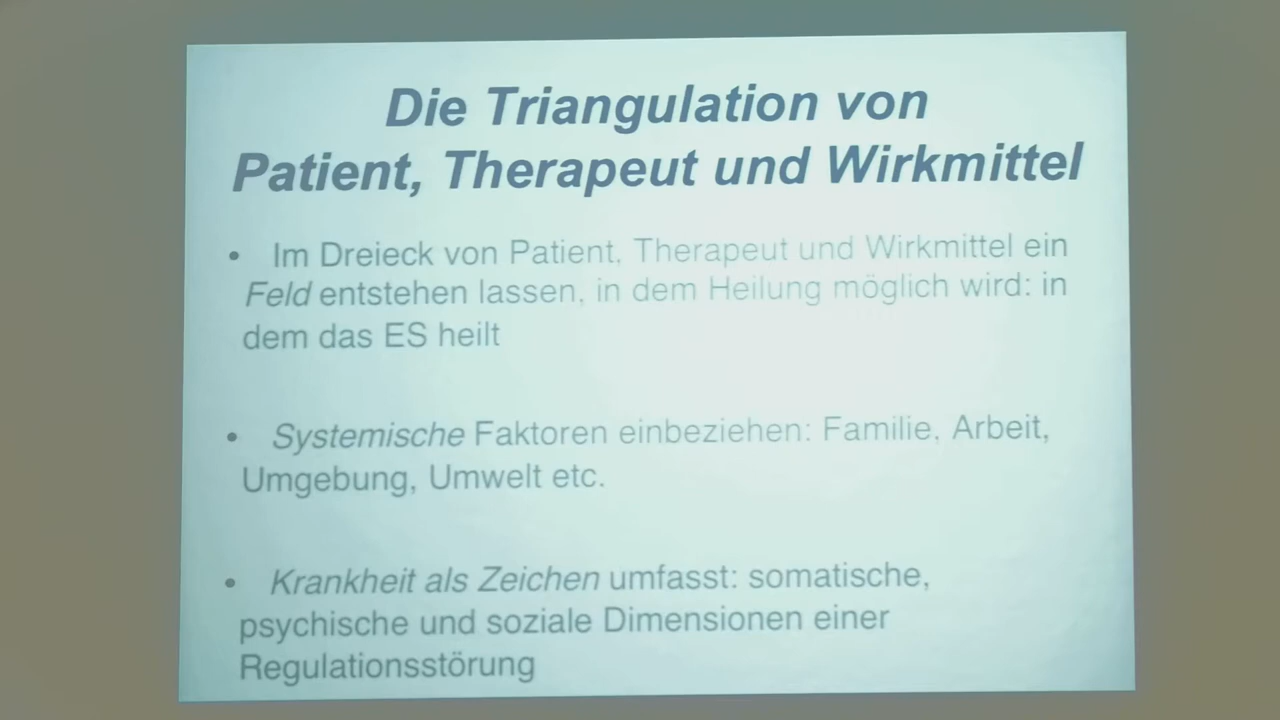 Die Triangulation von
Patient, Therapeut und Wirkmittel
• Im Dreieck von Patient, Therapeut und Wirkmittel ein
Feld entstehen lassen, in dem Heilung möglich wird: in
dem das ES heilt
• Systemische Faktoren einbeziehen: Familie, Arbeit,
Umgebung, Umwelt etc.
• Krankheit als Zeichen umfasst: somatische,
psychische und soziale Dimensionen einer
Regulationsstörung